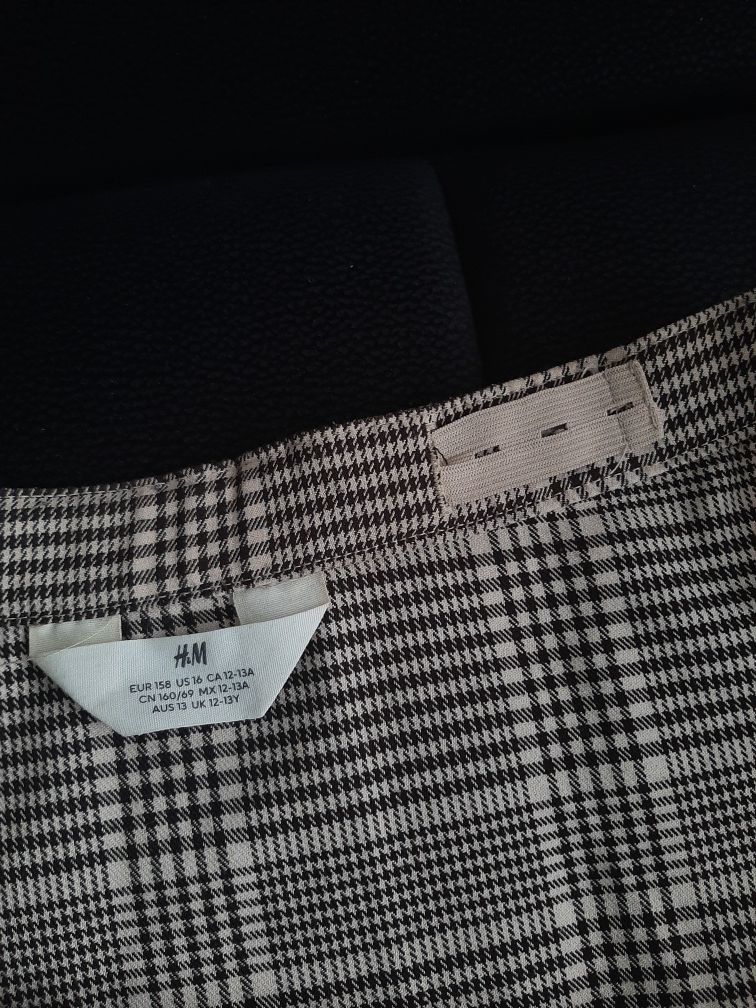 H&M
EUR 158 US 16 CA 12-13A
CN 160/69 MX 12-13A
AUS 13 UK 12-13Y